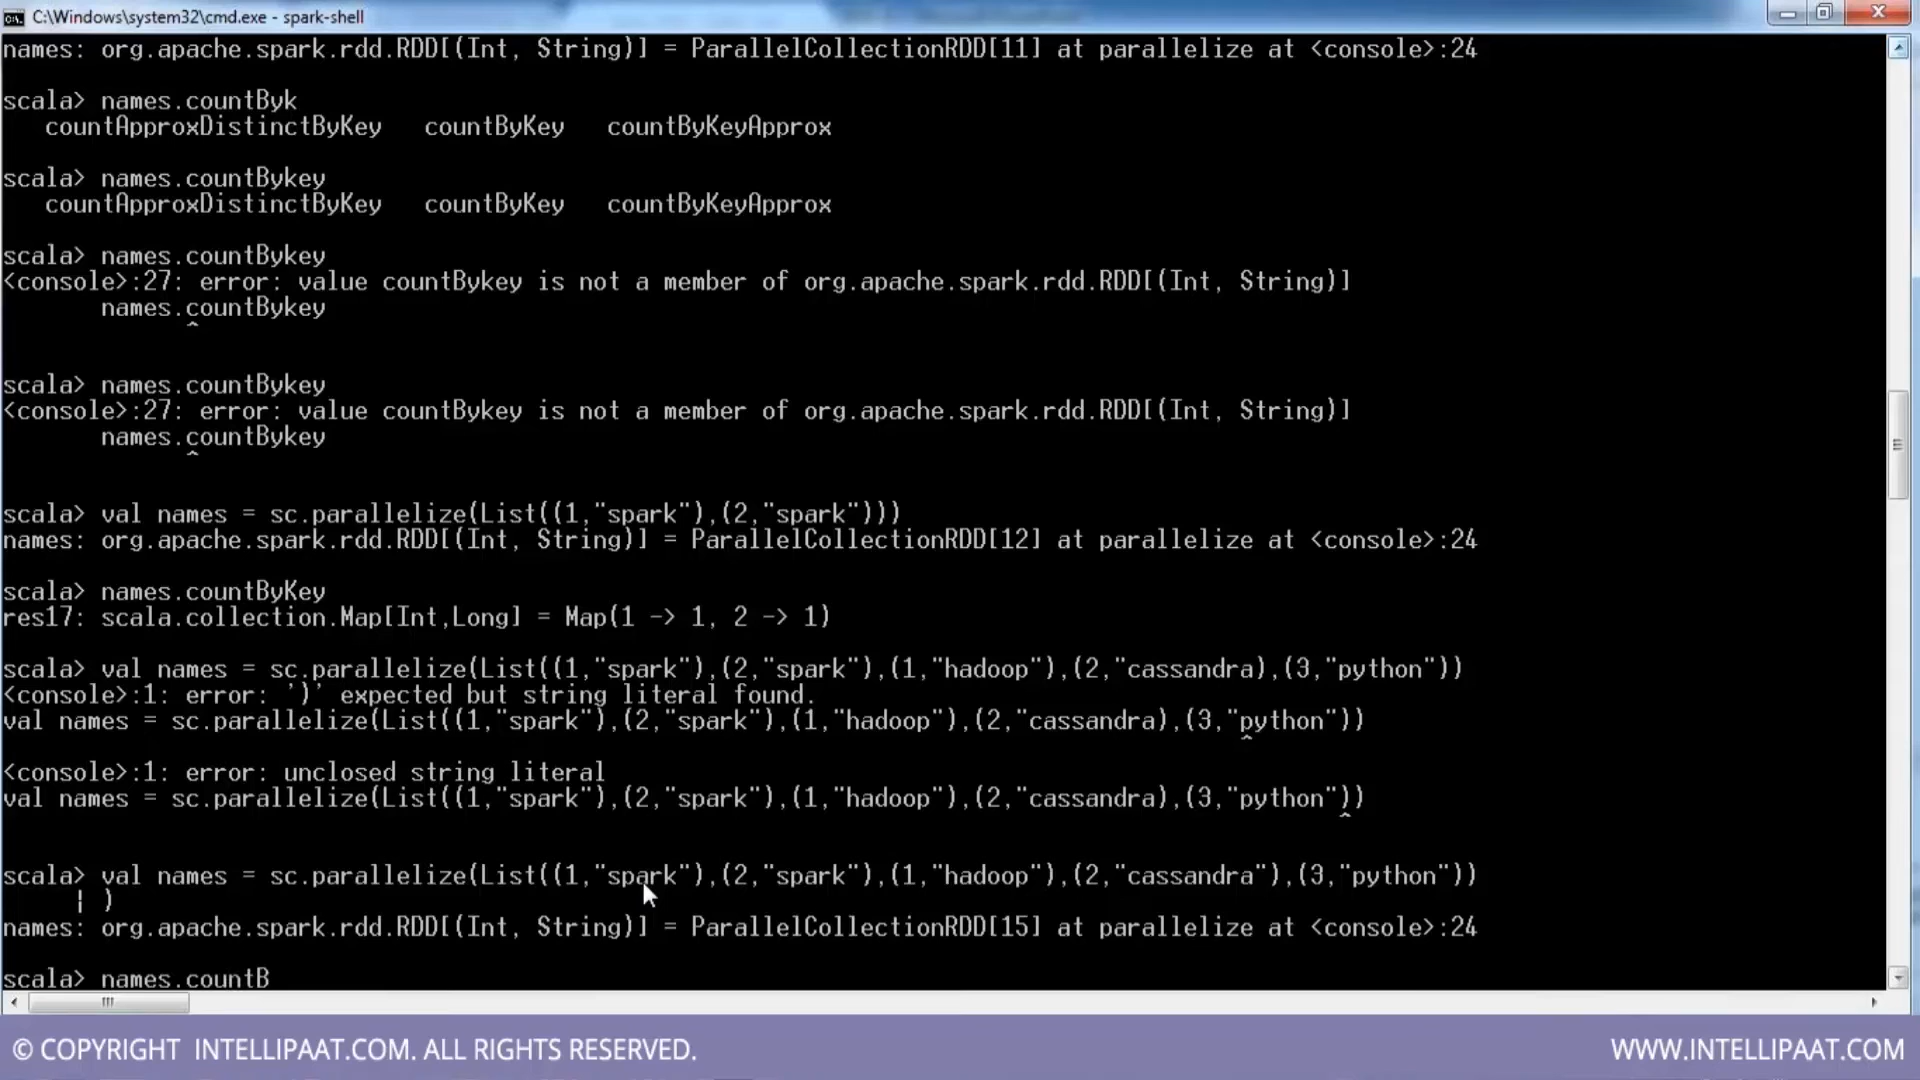 C:\Windows\system32\cmd.exe - spark-shell
names: org.apache.spark.rdd.RDD[(Int, String)] = ParallelCollectionRDD[11] at parallelize at <console>:24
scala> names.countByk
countApproxDistinctByKey   countByKey   countByKeyApprox
scala> names.countBykey
countApproxDistinctByKey   countByKey   countByKeyApprox
scala> names.countBykey
<console>:27: error: value countBykey is not a member of org.apache.spark.rdd.RDD[(Int, String)]
names.countBykey
^
scala> names.countBykey
<console>:27: error: value countBykey is not a member of org.apache.spark.rdd.RDD[(Int, String)]
names.countBykey
^
scala> val names = sc.parallelize(List((1,"spark"),(2,"spark")))
names: org.apache.spark.rdd.RDD[(Int, String)] = ParallelCollectionRDD[12] at parallelize at <console>:24
scala> names.countByKey
res17: scala.collection.Map[Int,Long] = Map(1 -> 1, 2 -> 1)
scala> val names = sc.parallelize(List((1,"spark"),(2,"spark"),(1,"hadoop"),(2,"cassandra),(3,"python"))
<console>:1: error: ')' expected but string literal found.
val names = sc.parallelize(List((1,"spark"),(2,"spark"),(1,"hadoop"),(2,"cassandra),(3,"python"))
^
<console>:1: error: unclosed string literal
val names = sc.parallelize(List((1,"spark"),(2,"spark"),(1,"hadoop"),(2,"cassandra),(3,"python"))
^
scala> val names = sc.parallelize(List((1,"spark"),(2,"spark"),(1,"hadoop"),(2,"cassandra"),(3,"python"))
| )
names: org.apache.spark.rdd.RDD[(Int, String)] = ParallelCollectionRDD[15] at parallelize at <console>:24
scala> names.countB
© COPYRIGHT INTELLIPAAT.COM. ALL RIGHTS RESERVED.
WWW.INTELLIPAAT.COM